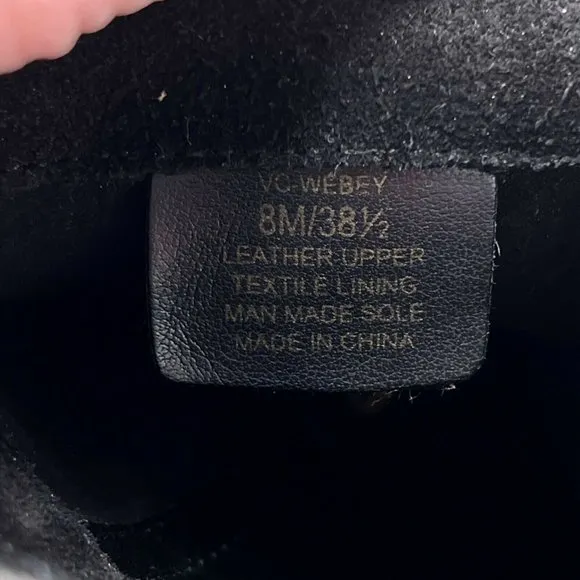 VC-WEBEY
8M/38½
LEATHER UPPER
TEXTILE LINING
MAN MADE SOLE
MADE IN CHINA